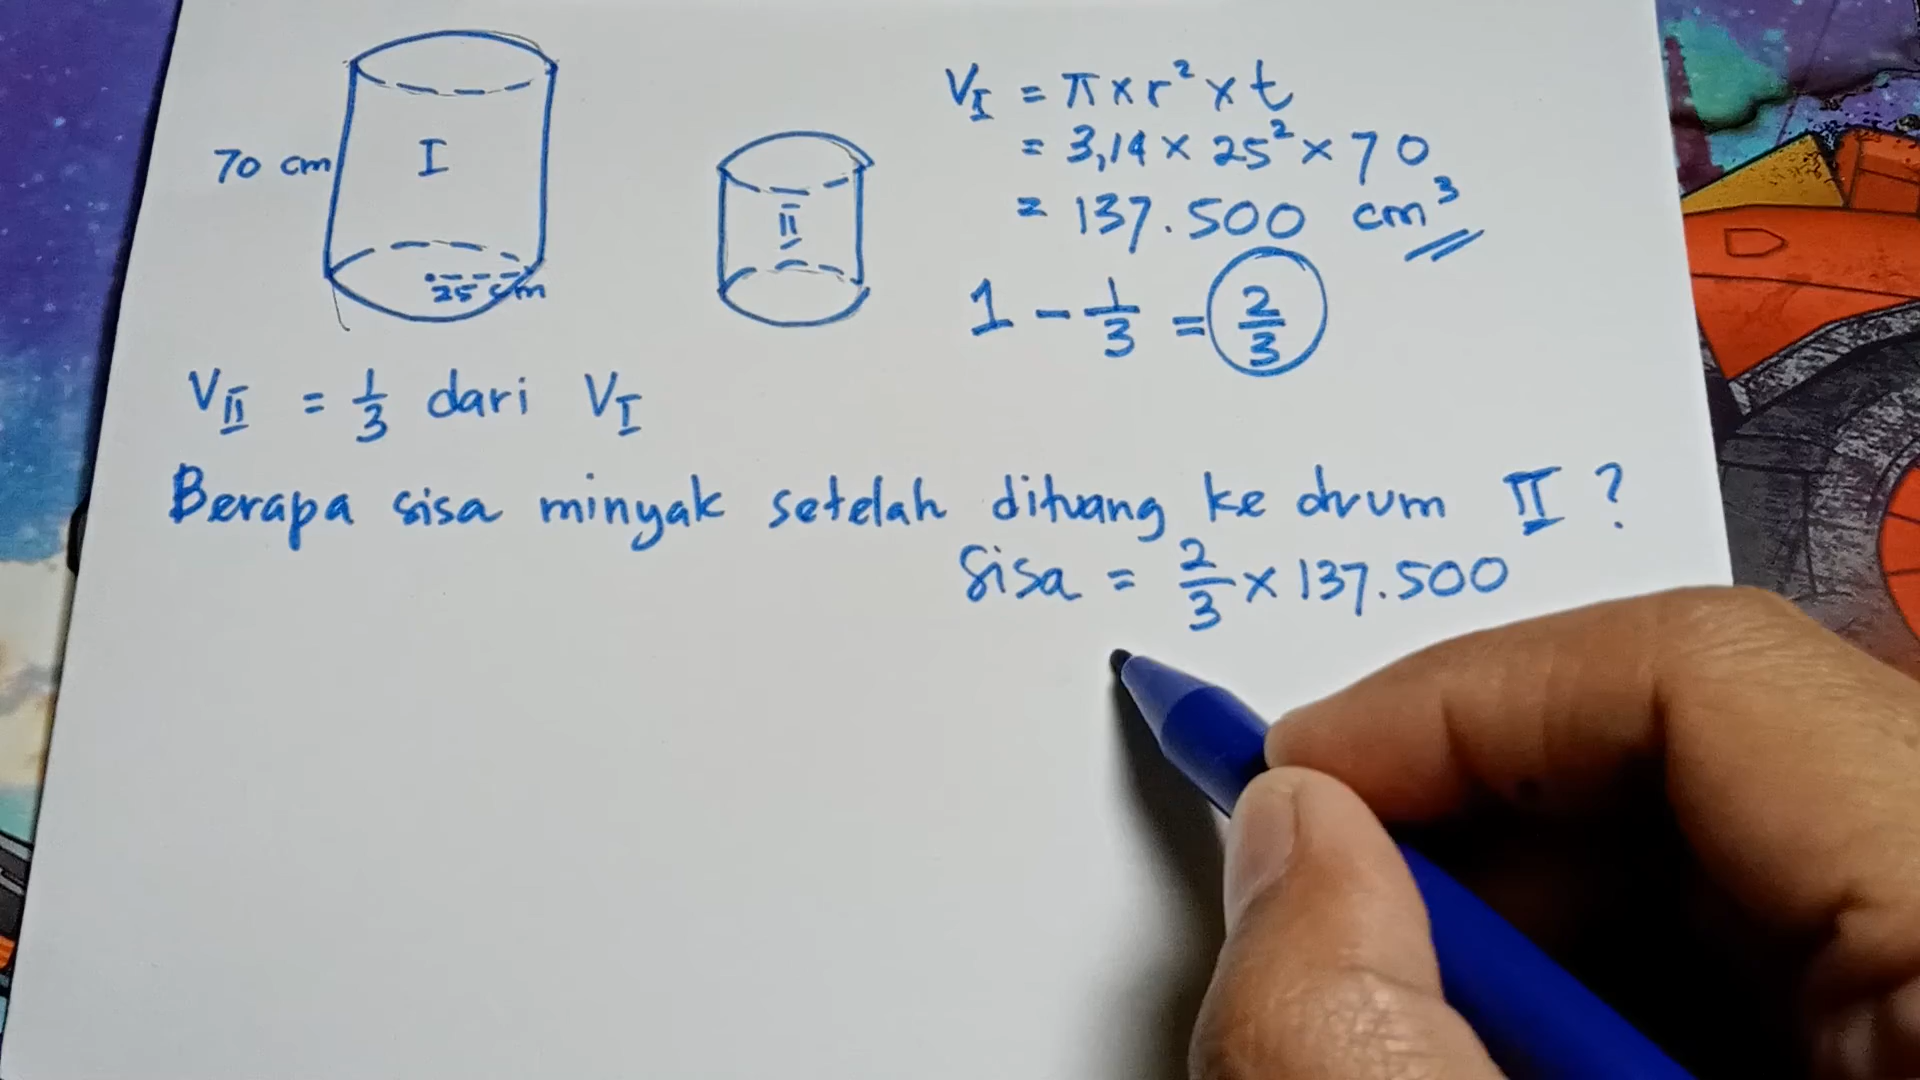 70 cm
I
25 cm
II
V_I = π x r² x t
= 3,14 x 25² x 70
= 137.500 cm³
1 - 1/3 = 2/3
V_II = 1/3 dari V_I
Berapa sisa minyak setelah dituang ke drum II ?
Sisa = 2/3 x 137.500